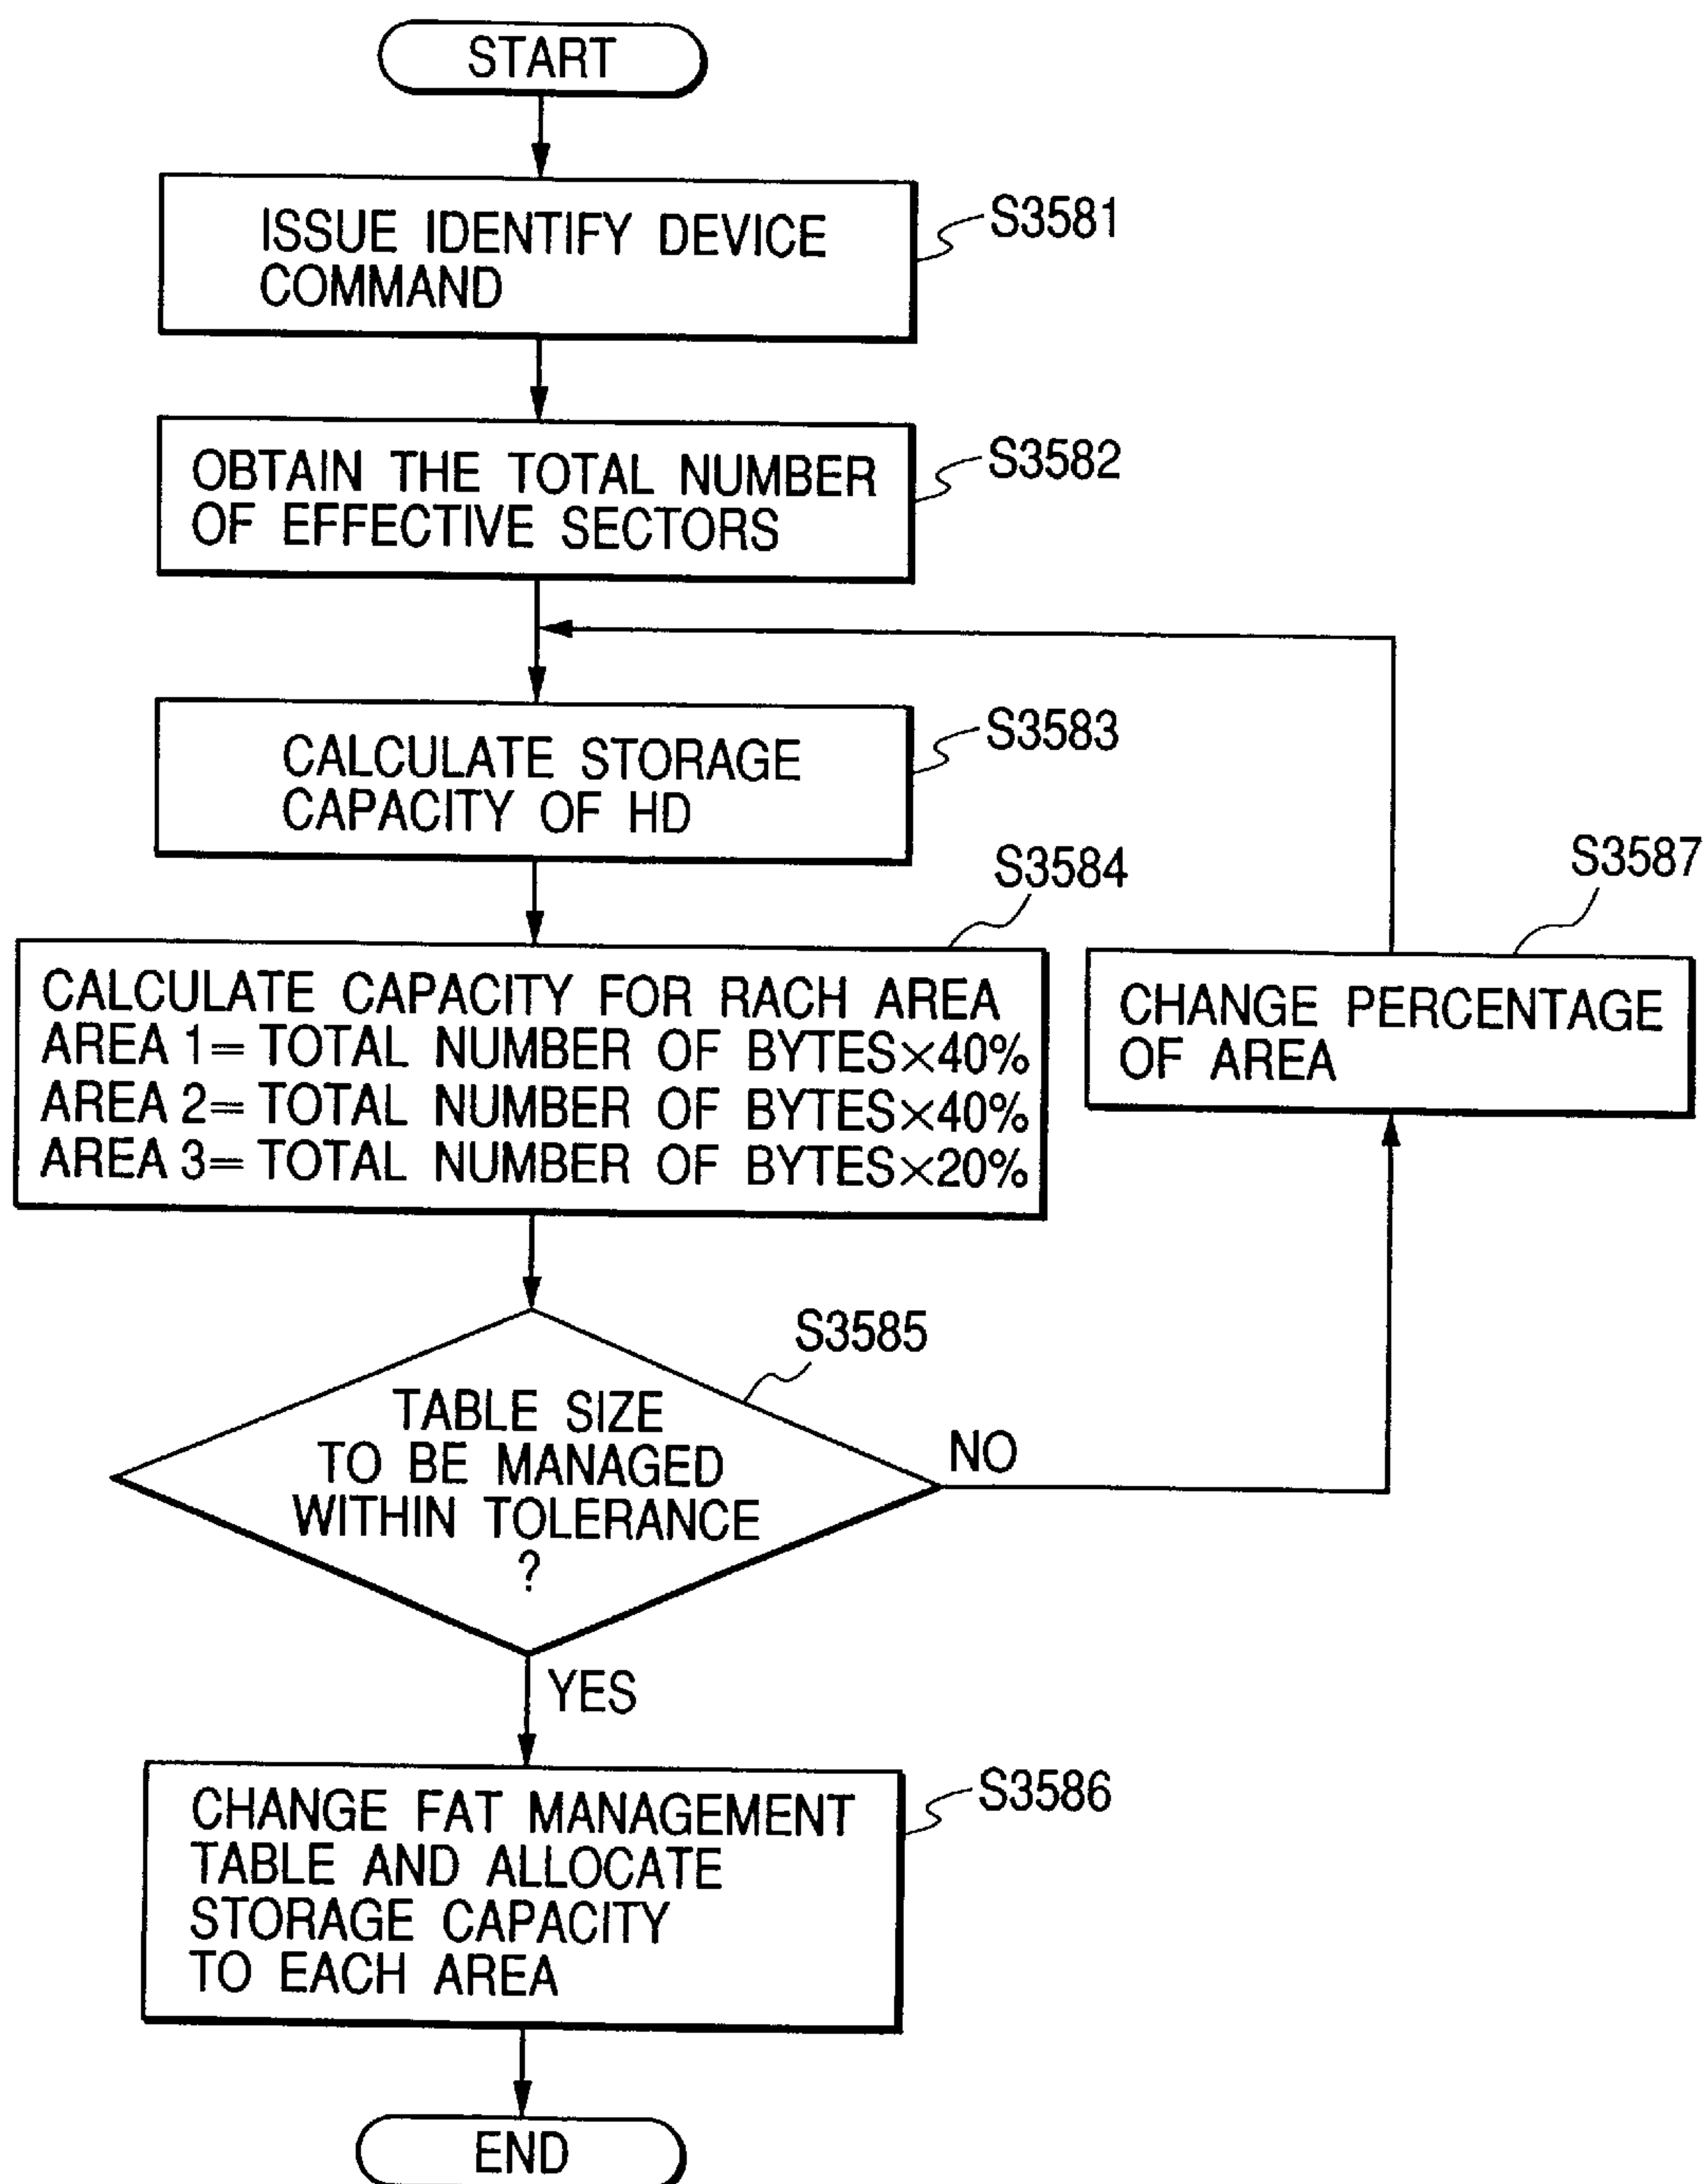 START
ISSUE IDENTIFY DEVICE
COMMAND
S3581
OBTAIN THE TOTAL NUMBER
OF EFFECTIVE SECTORS
S3582
CALCULATE STORAGE
CAPACITY OF HD
S3583
S3584
CALCULATE CAPACITY FOR RACH AREA
AREA 1= TOTAL NUMBER OF BYTES×40%
AREA 2= TOTAL NUMBER OF BYTES×40%
AREA 3= TOTAL NUMBER OF BYTES×20%
S3587
CHANGE PERCENTAGE
OF AREA
S3585
TABLE SIZE
TO BE MANAGED
WITHIN TOLERANCE
?
NO
YES
CHANGE FAT MANAGEMENT
TABLE AND ALLOCATE
STORAGE CAPACITY
TO EACH AREA
S3586
END